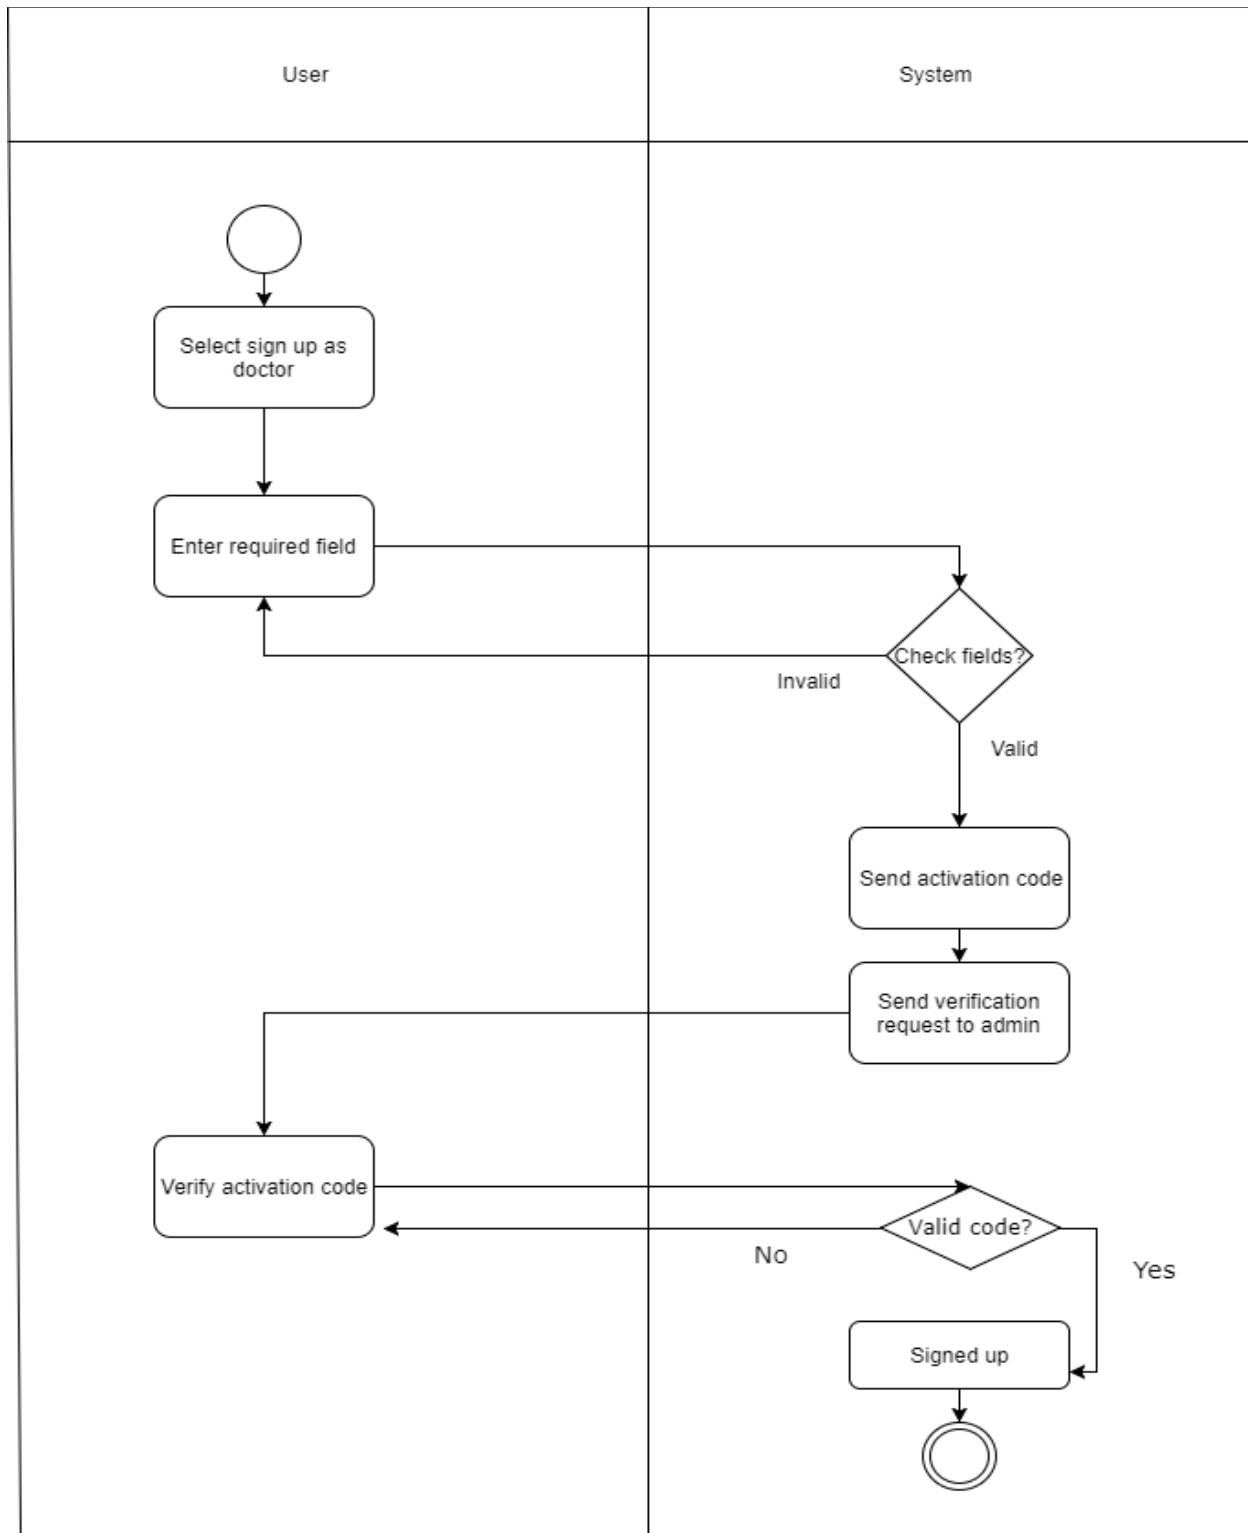 User
System
Select sign up as
doctor
Enter required field
Check fields?
Invalid
Valid
Send activation code
Send verification
request to admin
Verify activation code
Valid code?
No
Yes
Signed up